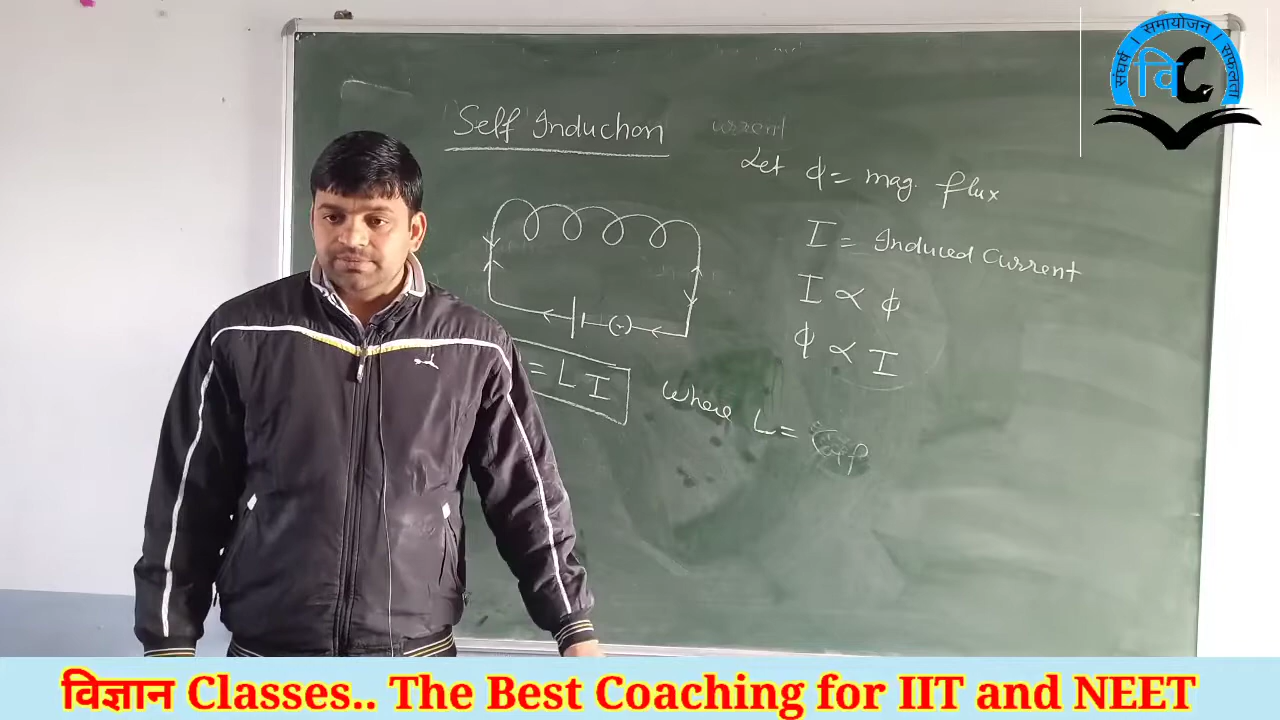 संघर्ष । समायोजन । सफलता
विC
Self Induction
current
Let ϕ = mag. flux
I = Induced Current
I ∝ ϕ
ϕ ∝ I
= L I
where L =
विज्ञान Classes.. The Best Coaching for IIT and NEET